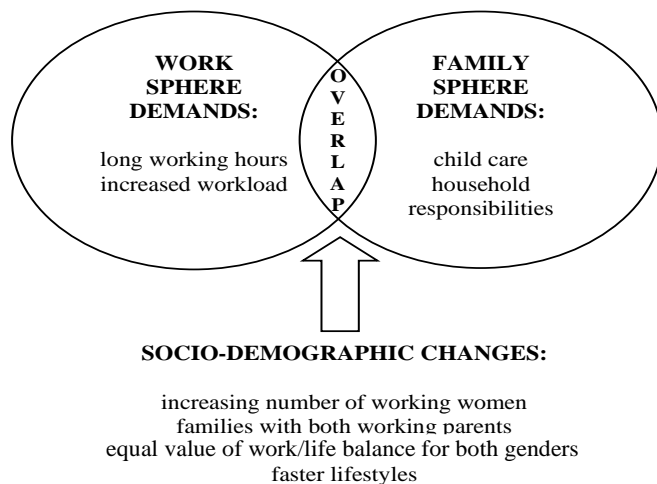 WORK
SPHERE
DEMANDS:
long working hours
increased workload
OVERLAP
FAMILY
SPHERE
DEMANDS:
child care
household
responsibilities
SOCIO-DEMOGRAPHIC CHANGES:
increasing number of working women
families with both working parents
equal value of work/life balance for both genders
faster lifestyles